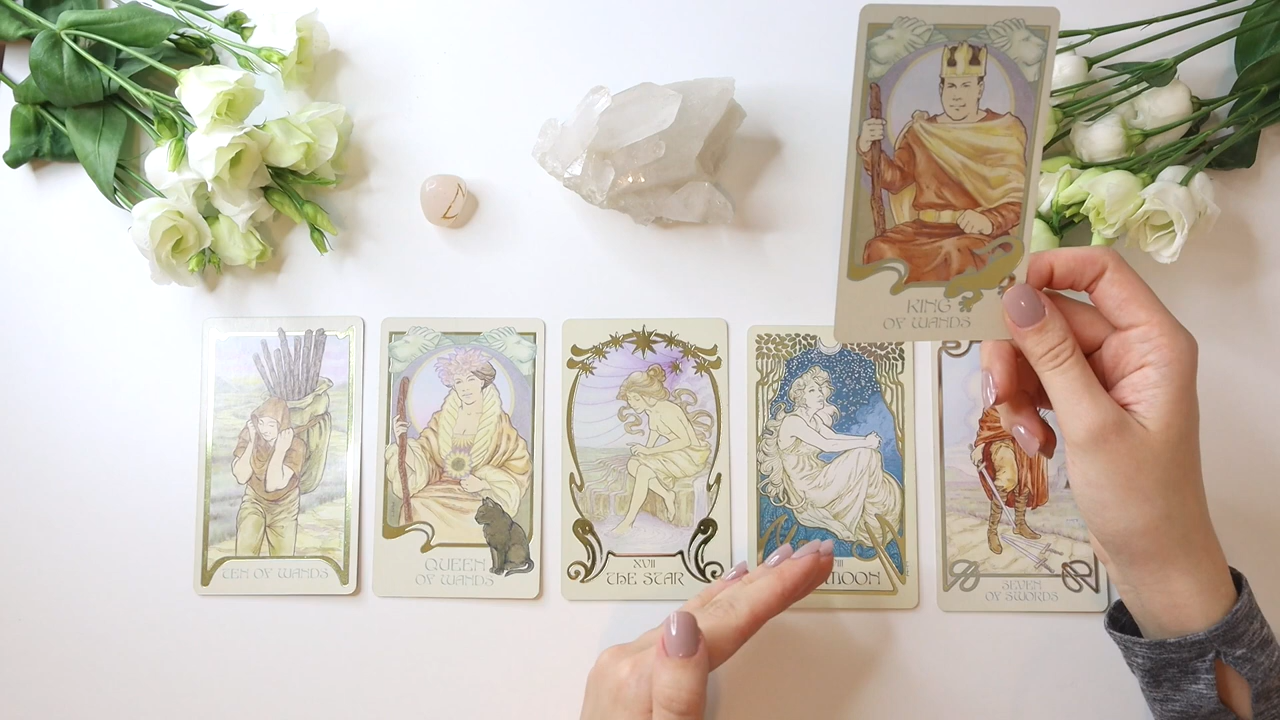 KING
OF WANDS
TEN OF WANDS
QUEEN
OF WANDS
XVII
THE STAR
MOON
SEVEN
OF SWORDS